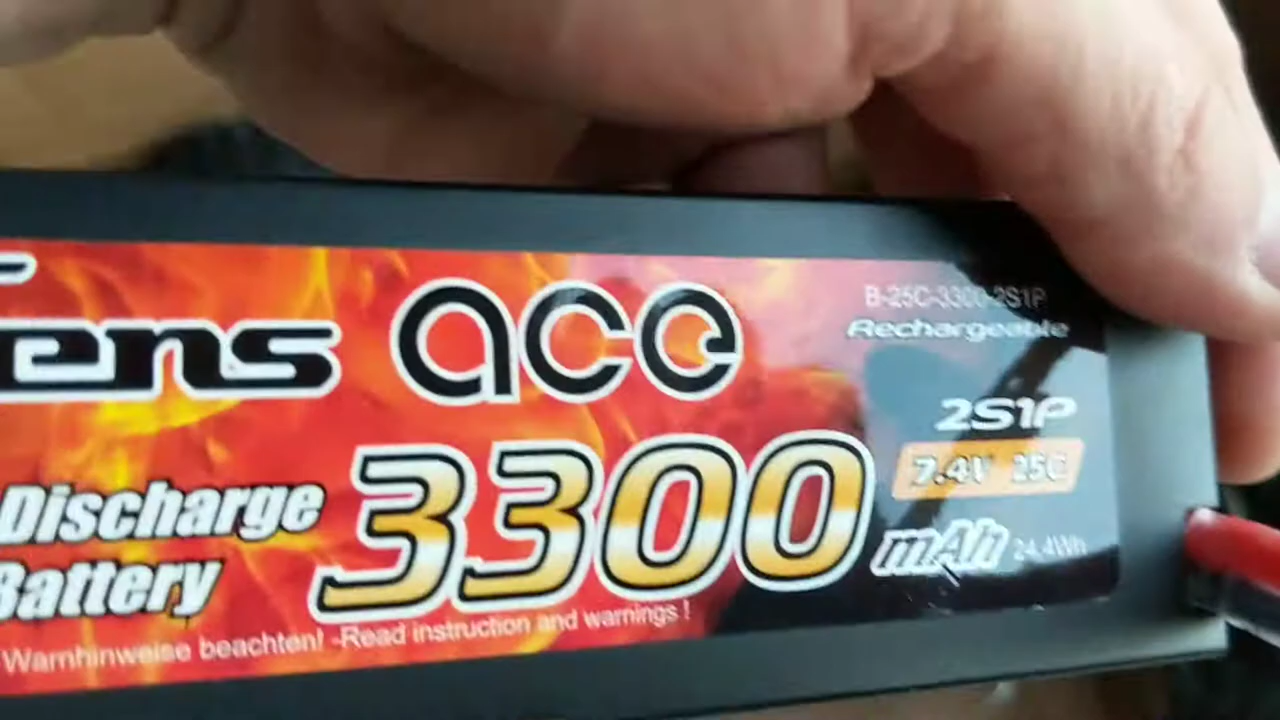 ens ace
B-25C-3300-2S1P
Rechargeable
2S1P
7.4V 25C
Discharge
Battery
3300 mAh 24.4Wh
Warnhinweise beachten! -Read instruction and warnings !